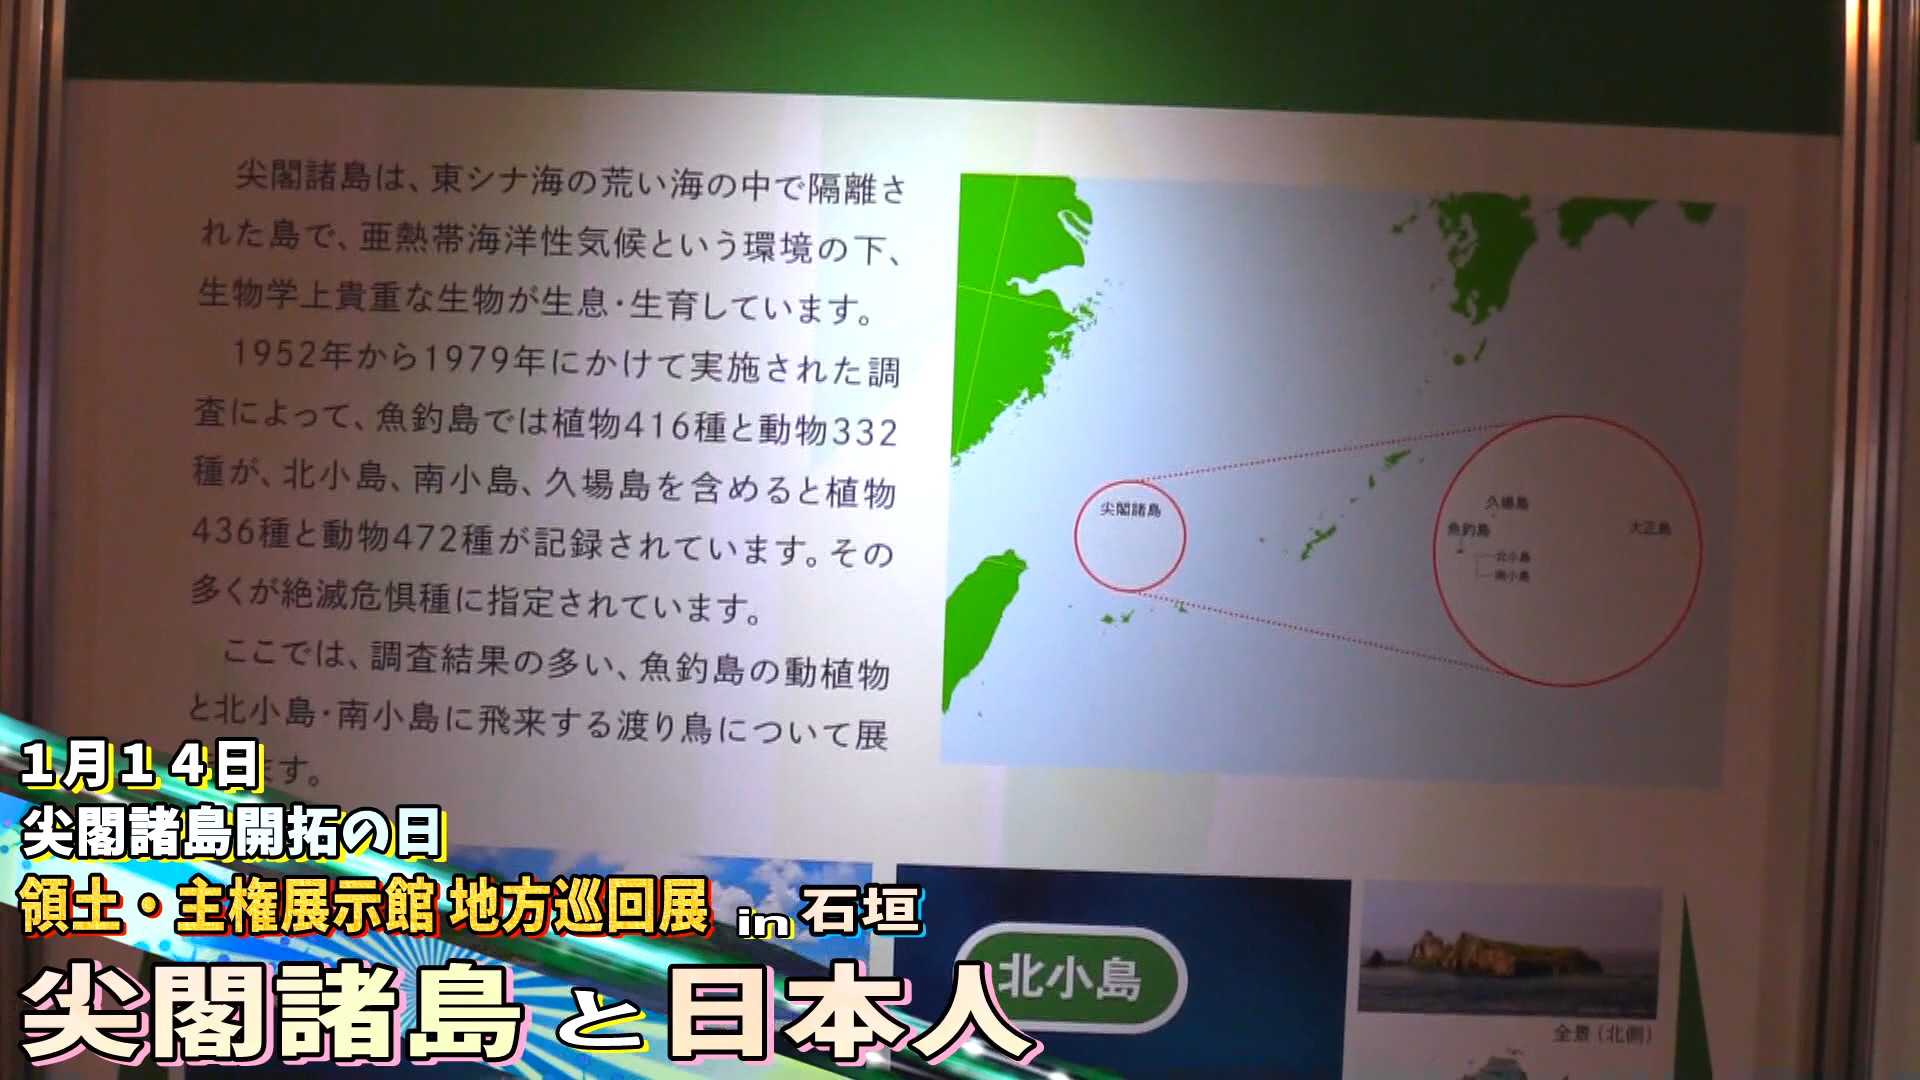 尖閣諸島は、東シナ海の荒い海の中で隔離さ
れた島で、亜熱帯海洋性気候という環境の下、
生物学上貴重な生物が生息・生育しています。
1952年から1979年にかけて実施された調
査によって、魚釣島では植物416種と動物332
種が、北小島、南小島、久場島を含めると植物
436種と動物472種が記録されています。その
多くが絶滅危惧種に指定されています。
ここでは、調査結果の多い、魚釣島の動植物
と北小島・南小島に飛来する渡り鳥について展
ます。
尖閣諸島
久場島
魚釣島
大正島
北小島
南小島
1月14日
尖閣諸島開拓の日
領土・主権展示館 地方巡回展 in 石垣
尖閣諸島と日本人
北小島
全景（北側）